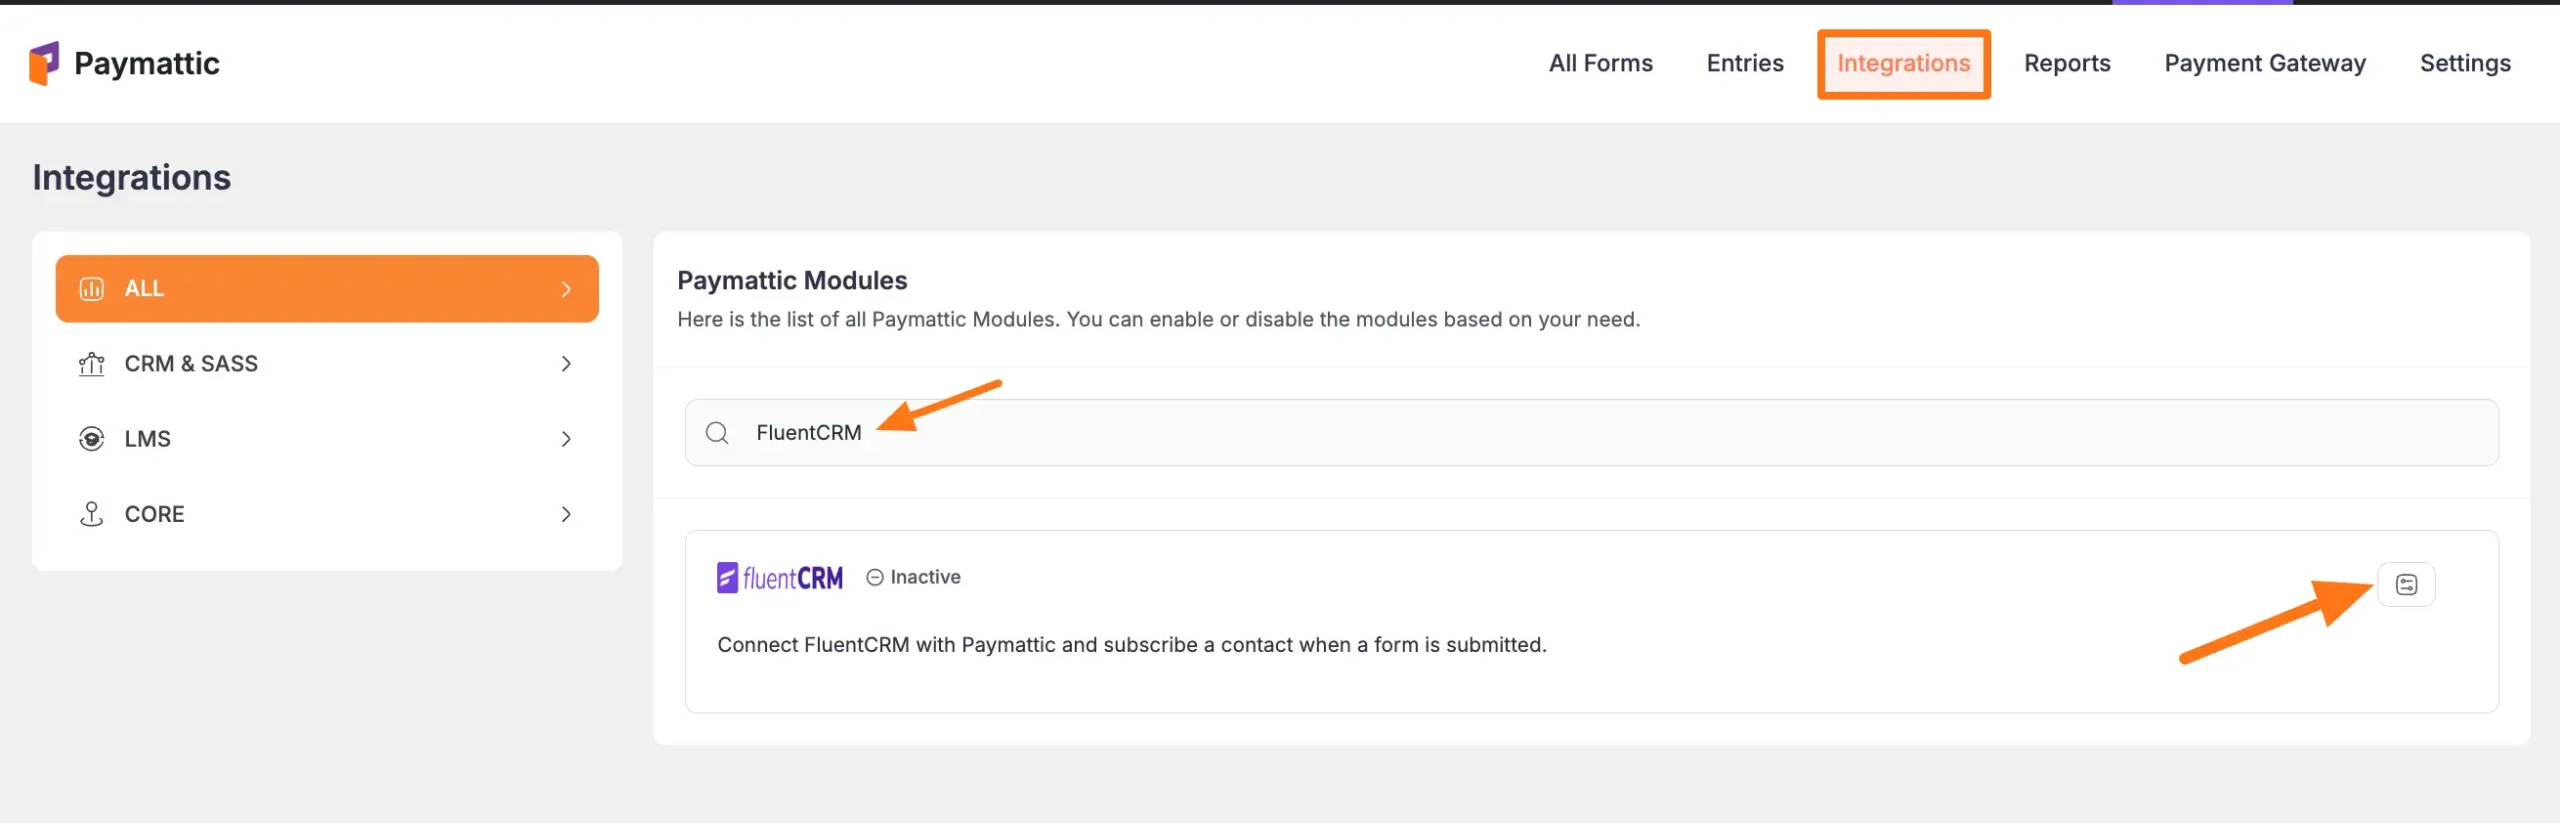 Paymattic
All Forms
Entries
Integrations
Reports
Payment Gateway
Settings
Integrations
ALL
CRM & SASS
LMS
CORE
Paymattic Modules
Here is the list of all Paymattic Modules. You can enable or disable the modules based on your need.
FluentCRM
fluentCRM
Inactive
Connect FluentCRM with Paymattic and subscribe a contact when a form is submitted.